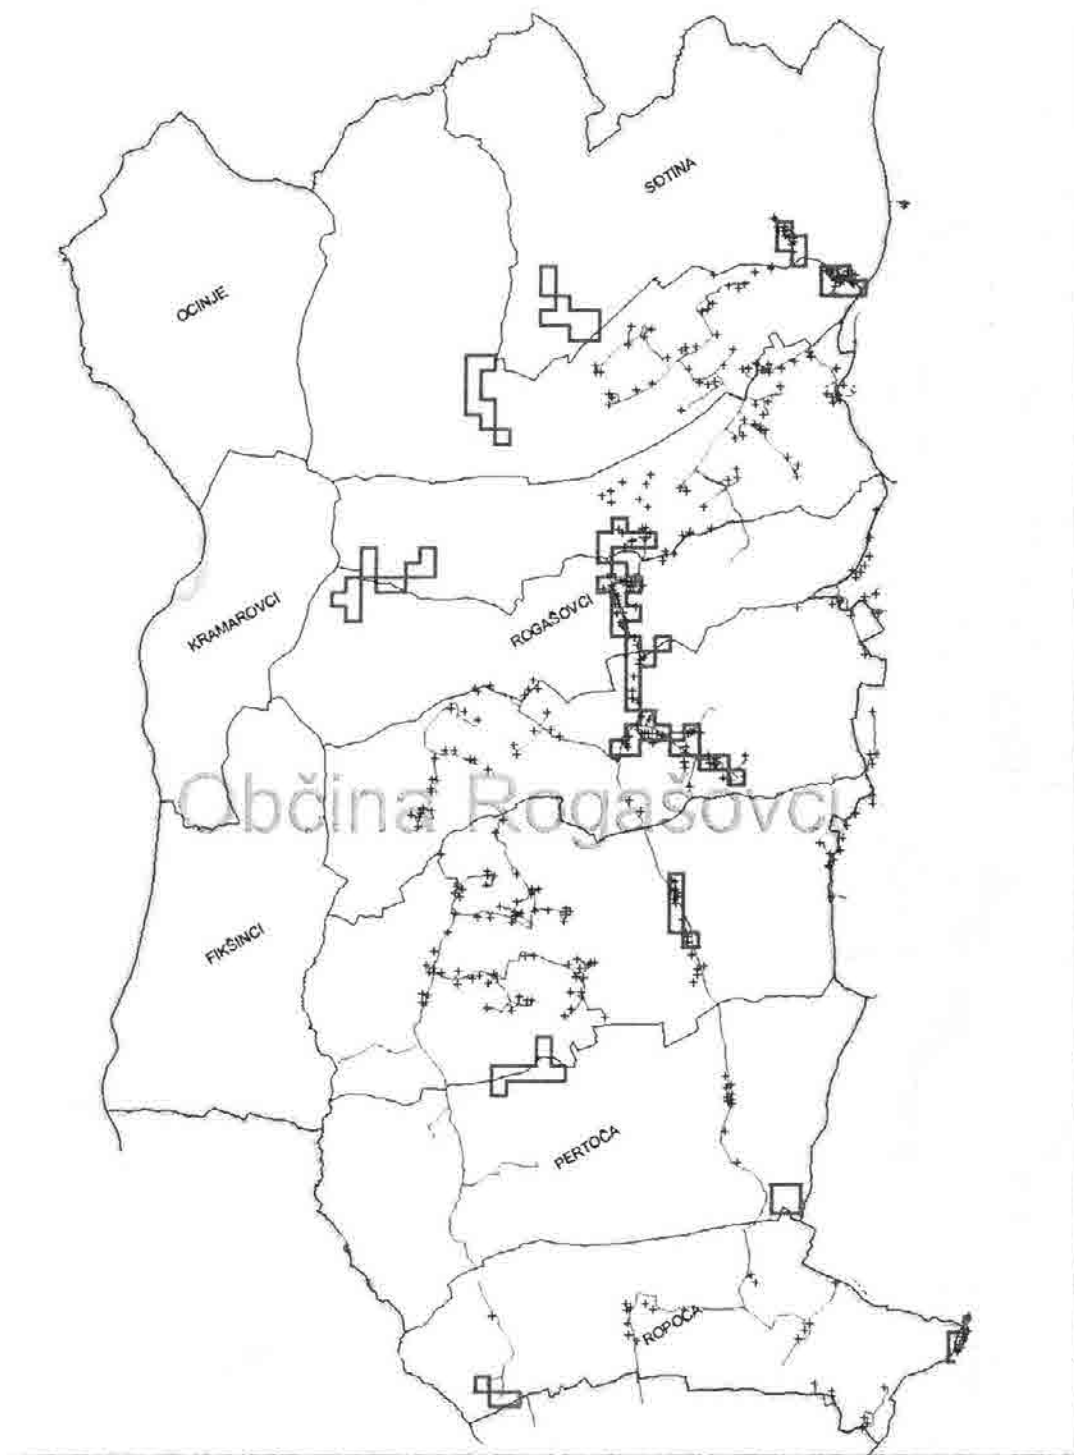 SOTINA
OCINJE
KRAMAROVCI
ROGAŠOVCI
Občina Rogašovci
FIKŠINCI
PERTOČA
ROPOČA